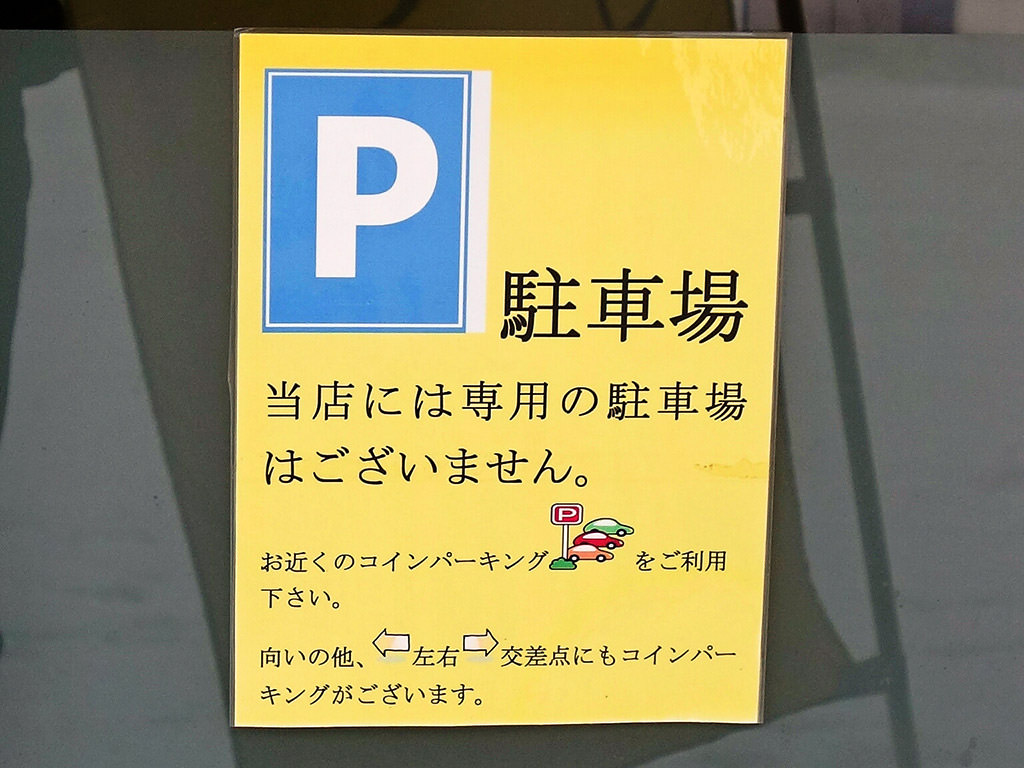 P
駐車場
当店には専用の駐車場
はございません。
P
お近くのコインパーキング をご利用
下さい。
向いの他、左右交差点にもコインパー
キングがございます。